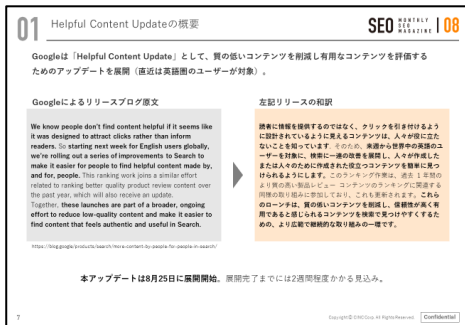 01 Helpful Content Updateの概要
SEO MONTHLY SEO MAGAZINE | 08
Googleは「Helpful Content Update」として、質の低いコンテンツを削減し有用なコンテンツを評価する
ためのアップデートを展開（直近は英語圏のユーザーが対象）。
Googleによるリリースブログ原文
We know people don't find content helpful if it seems like
it was designed to attract clicks rather than inform
readers. So starting next week for English users globally,
we're rolling out a series of improvements to Search to
make it easier for people to find helpful content made by,
and for, people. This ranking work joins a similar effort
related to ranking better quality product review content over
the past year, which will also receive an update.
Together, these launches are part of a broader, ongoing
effort to reduce low-quality content and make it easier to
find content that feels authentic and useful in Search.
https://blog.google/products/search/more-content-by-people-for-people-in-search/
左記リリースの和訳
読者に情報を提供するのではなく、クリックを引き付けるよう
に設計されているように見えるコンテンツは、人々が役に立た
ないことを知っています。そのため、来週から世界中の英語のユ
ーザーを対象に、検索に一連の改善を展開し、人々が作成した
または人々のために作成された役立つコンテンツを簡単に見つ
けられるようにします。このランキング作業は、過去 1 年間の
より質の高い製品レビュー コンテンツのランキングに関連する
同様の取り組みに参加しており、これも更新されます。これら
のローンチは、質の低いコンテンツを削減し、信頼性が高く有
用であると感じられるコンテンツを検索で見つけやすくするた
め、より広範で継続的な取り組みの一環です。
本アップデートは8月25日に展開開始。展開完了までには2週間程度かかる見込み。
7
Copyright © CINC Corp. All Rights Reserved.
Confidential